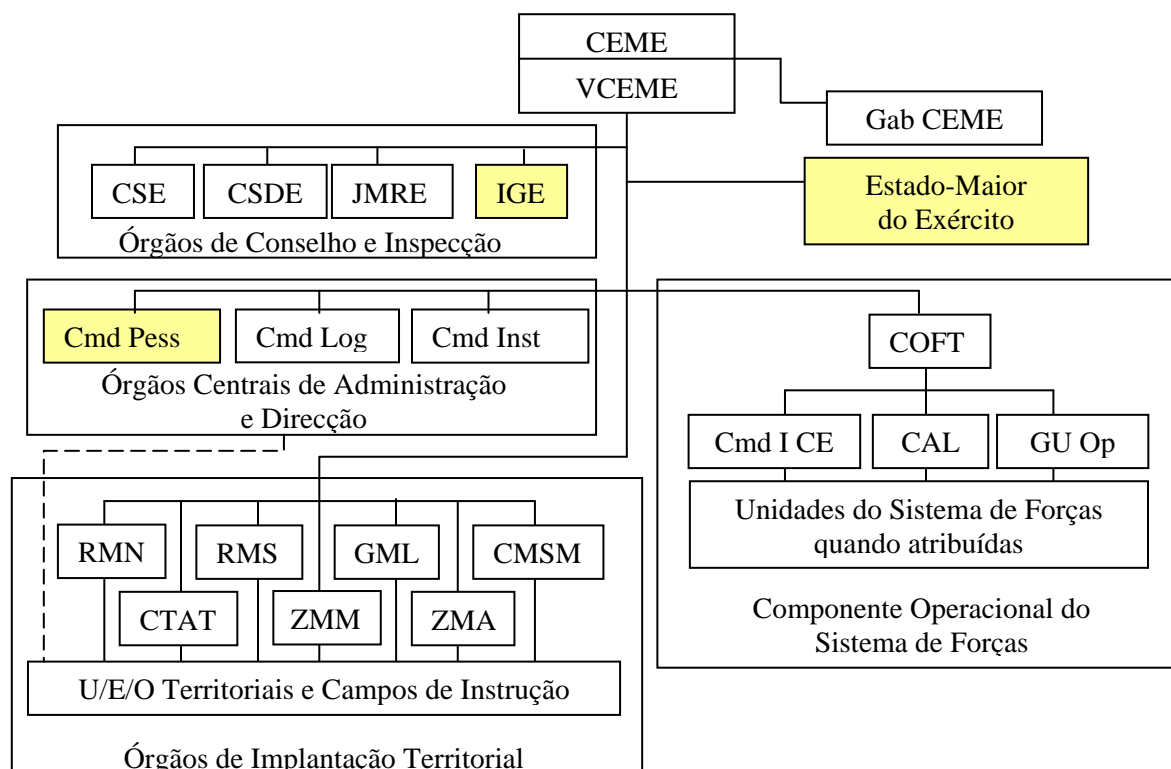 CEME
VCEME
Gab CEME
CSE
CSDE
JMRE
IGE
Órgãos de Conselho e Inspecção
Estado-Maior
do Exército
Cmd Pess
Cmd Log
Cmd Inst
Órgãos Centrais de Administração
e Direcção
COFT
Cmd I CE
CAL
GU Op
Unidades do Sistema de Forças
quando atribuídas
Componente Operacional do
Sistema de Forças
RMN
RMS
GML
CMSM
CTAT
ZMM
ZMA
U/E/O Territoriais e Campos de Instrução
Órgãos de Implantação Territorial